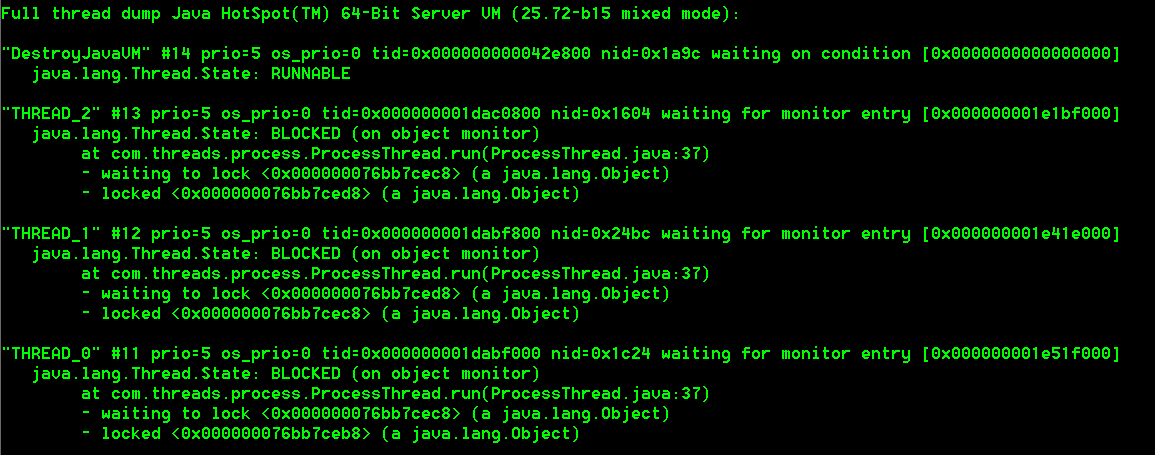 Full thread dump Java HotSpot(TM) 64-Bit Server VM (25.72-b15 mixed mode):
"DestroyJavaVM" #14 prio=5 os_prio=0 tid=0x000000000042e800 nid=0x1a9c waiting on condition [0x0000000000000000]
java.lang.Thread.State: RUNNABLE
"THREAD_2" #13 prio=5 os_prio=0 tid=0x000000001dac0800 nid=0x1604 waiting for monitor entry [0x000000001e1bf000]
java.lang.Thread.State: BLOCKED (on object monitor)
at com.threads.process.ProcessThread.run(ProcessThread.java:37)
- waiting to lock <0x000000076bb7cec8> (a java.lang.Object)
- locked <0x000000076bb7ced8> (a java.lang.Object)
"THREAD_1" #12 prio=5 os_prio=0 tid=0x000000001dabf800 nid=0x24bc waiting for monitor entry [0x000000001e41e000]
java.lang.Thread.State: BLOCKED (on object monitor)
at com.threads.process.ProcessThread.run(ProcessThread.java:37)
- waiting to lock <0x000000076bb7ced8> (a java.lang.Object)
- locked <0x000000076bb7cec8> (a java.lang.Object)
"THREAD_0" #11 prio=5 os_prio=0 tid=0x000000001dabf000 nid=0x1c24 waiting for monitor entry [0x000000001e51f000]
java.lang.Thread.State: BLOCKED (on object monitor)
at com.threads.process.ProcessThread.run(ProcessThread.java:37)
- waiting to lock <0x000000076bb7cec8> (a java.lang.Object)
- locked <0x000000076bb7ceb8> (a java.lang.Object)